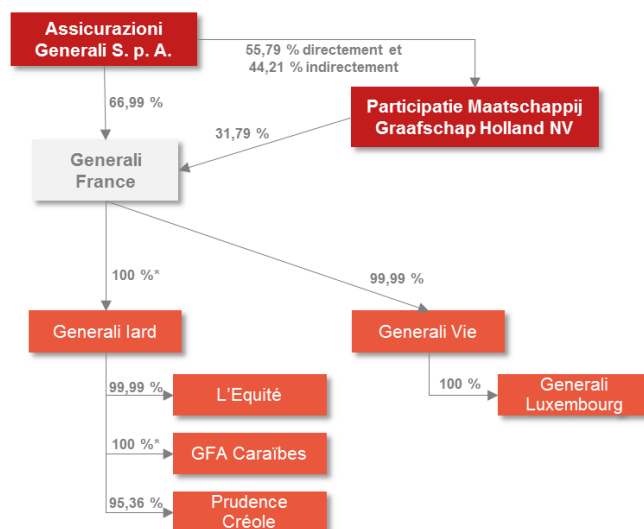 Assicurazioni
Generali S. p. A.
55,79 % directement et
44,21 % indirectement
66,99 %
Participatie Maatschappij
Graafschap Holland NV
31,79 %
Generali
France
100 %*
99,99 %
Generali Iard
Generali Vie
99,99 %
L'Equité
100 %
Generali
Luxembourg
100 %*
GFA Caraïbes
95,36 %
Prudence
Créole